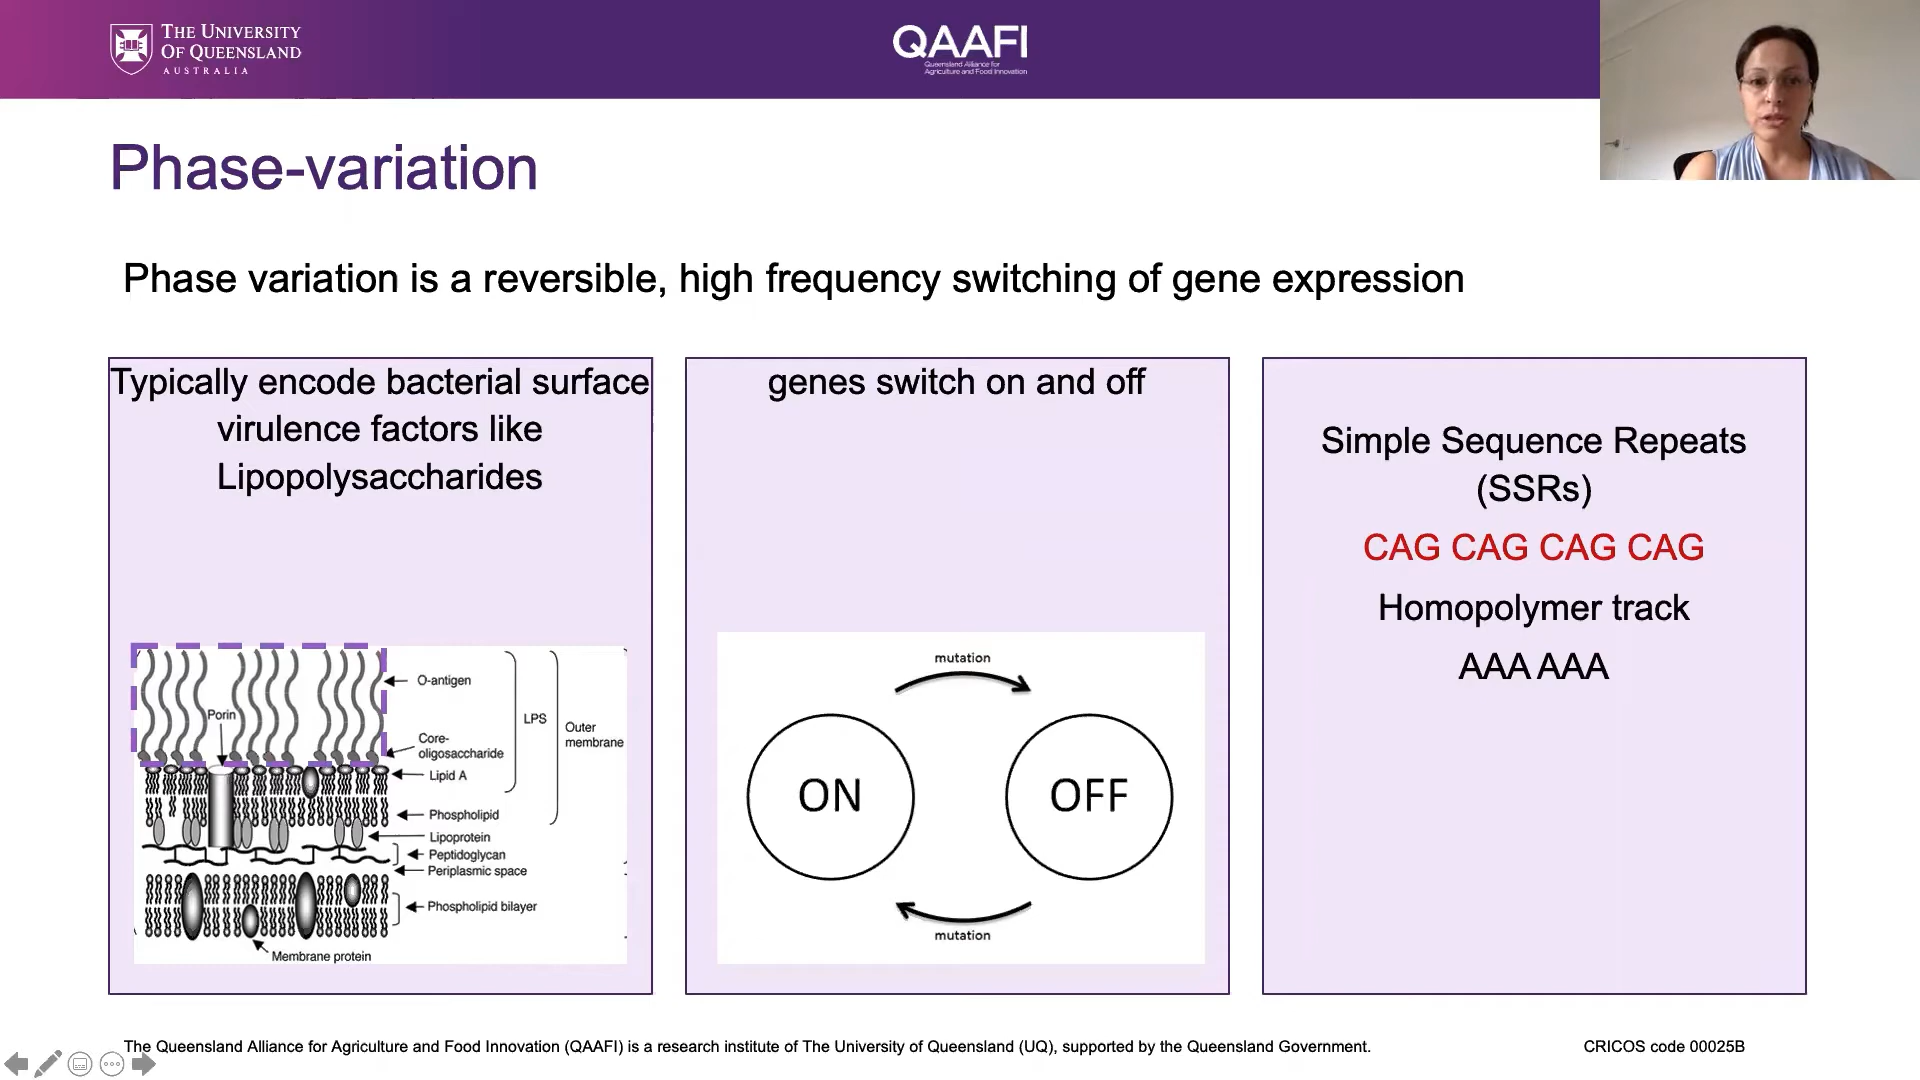 THE UNIVERSITY
OF QUEENSLAND
AUSTRALIA
QAAFI
Queensland Alliance for
Agriculture and Food Innovation
Phase-variation
Phase variation is a reversible, high frequency switching of gene expression
Typically encode bacterial surface
virulence factors like
Lipopolysaccharides
O-antigen
Porin
LPS
Outer
membrane
Core-
oligosaccharide
Lipid A
Phospholipid
Lipoprotein
Peptidoglycan
Periplasmic space
Phospholipid bilayer
Membrane protein
genes switch on and off
mutation
ON
OFF
mutation
Simple Sequence Repeats
(SSRs)
CAG CAG CAG CAG
Homopolymer track
AAA AAA
The Queensland Alliance for Agriculture and Food Innovation (QAAFI) is a research institute of The University of Queensland (UQ), supported by the Queensland Government.
CRICOS code 00025B